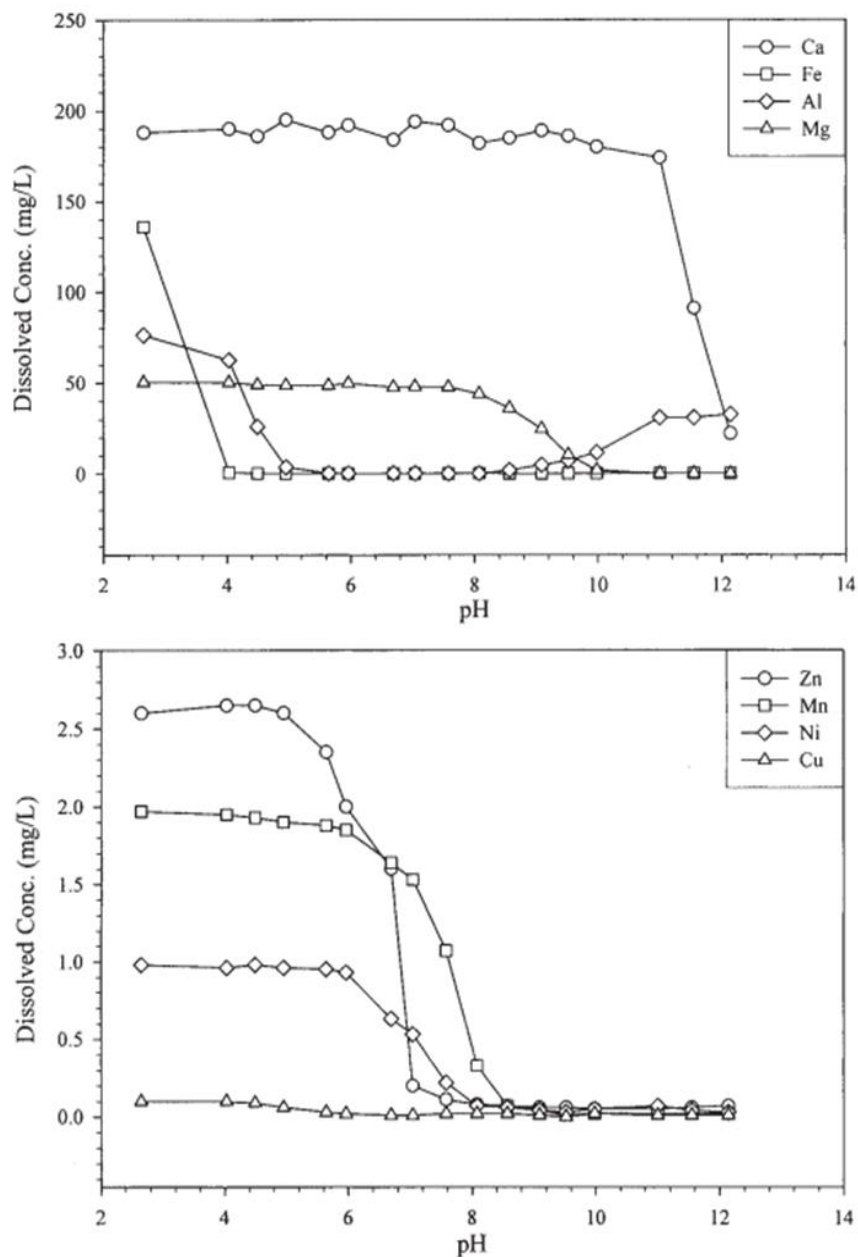 250
200
150
100
50
0
Dissolved Conc. (mg/L)
Ca
Fe
Al
Mg
2 4 6 8 10 12 14
pH
3.0
2.5
2.0
1.5
1.0
0.5
0.0
Dissolved Conc. (mg/L)
Zn
Mn
Ni
Cu
2 4 6 8 10 12 14
pH